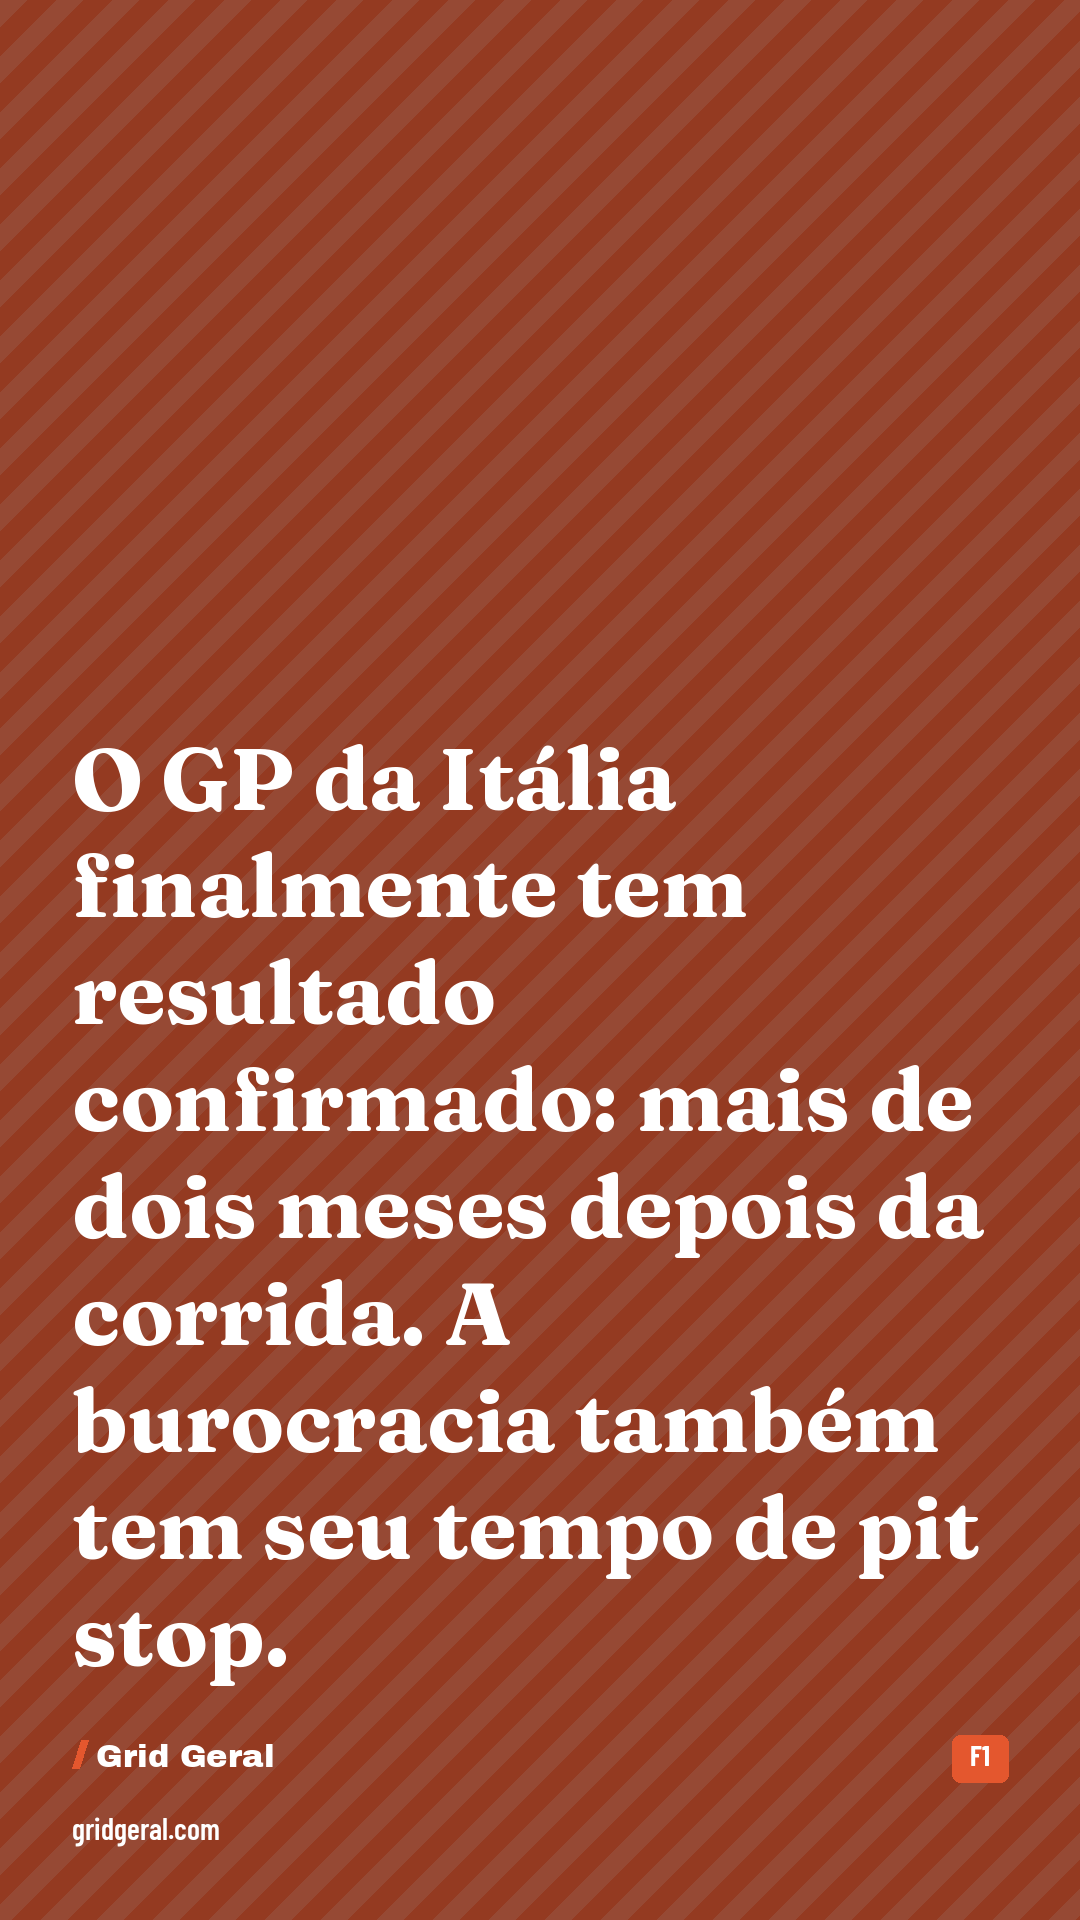 O GP da Itália
finalmente tem
resultado
confirmado: mais de
dois meses depois da
corrida. A
burocracia também
tem seu tempo de pit
stop.
/ Grid Geral
F1
gridgeral.com